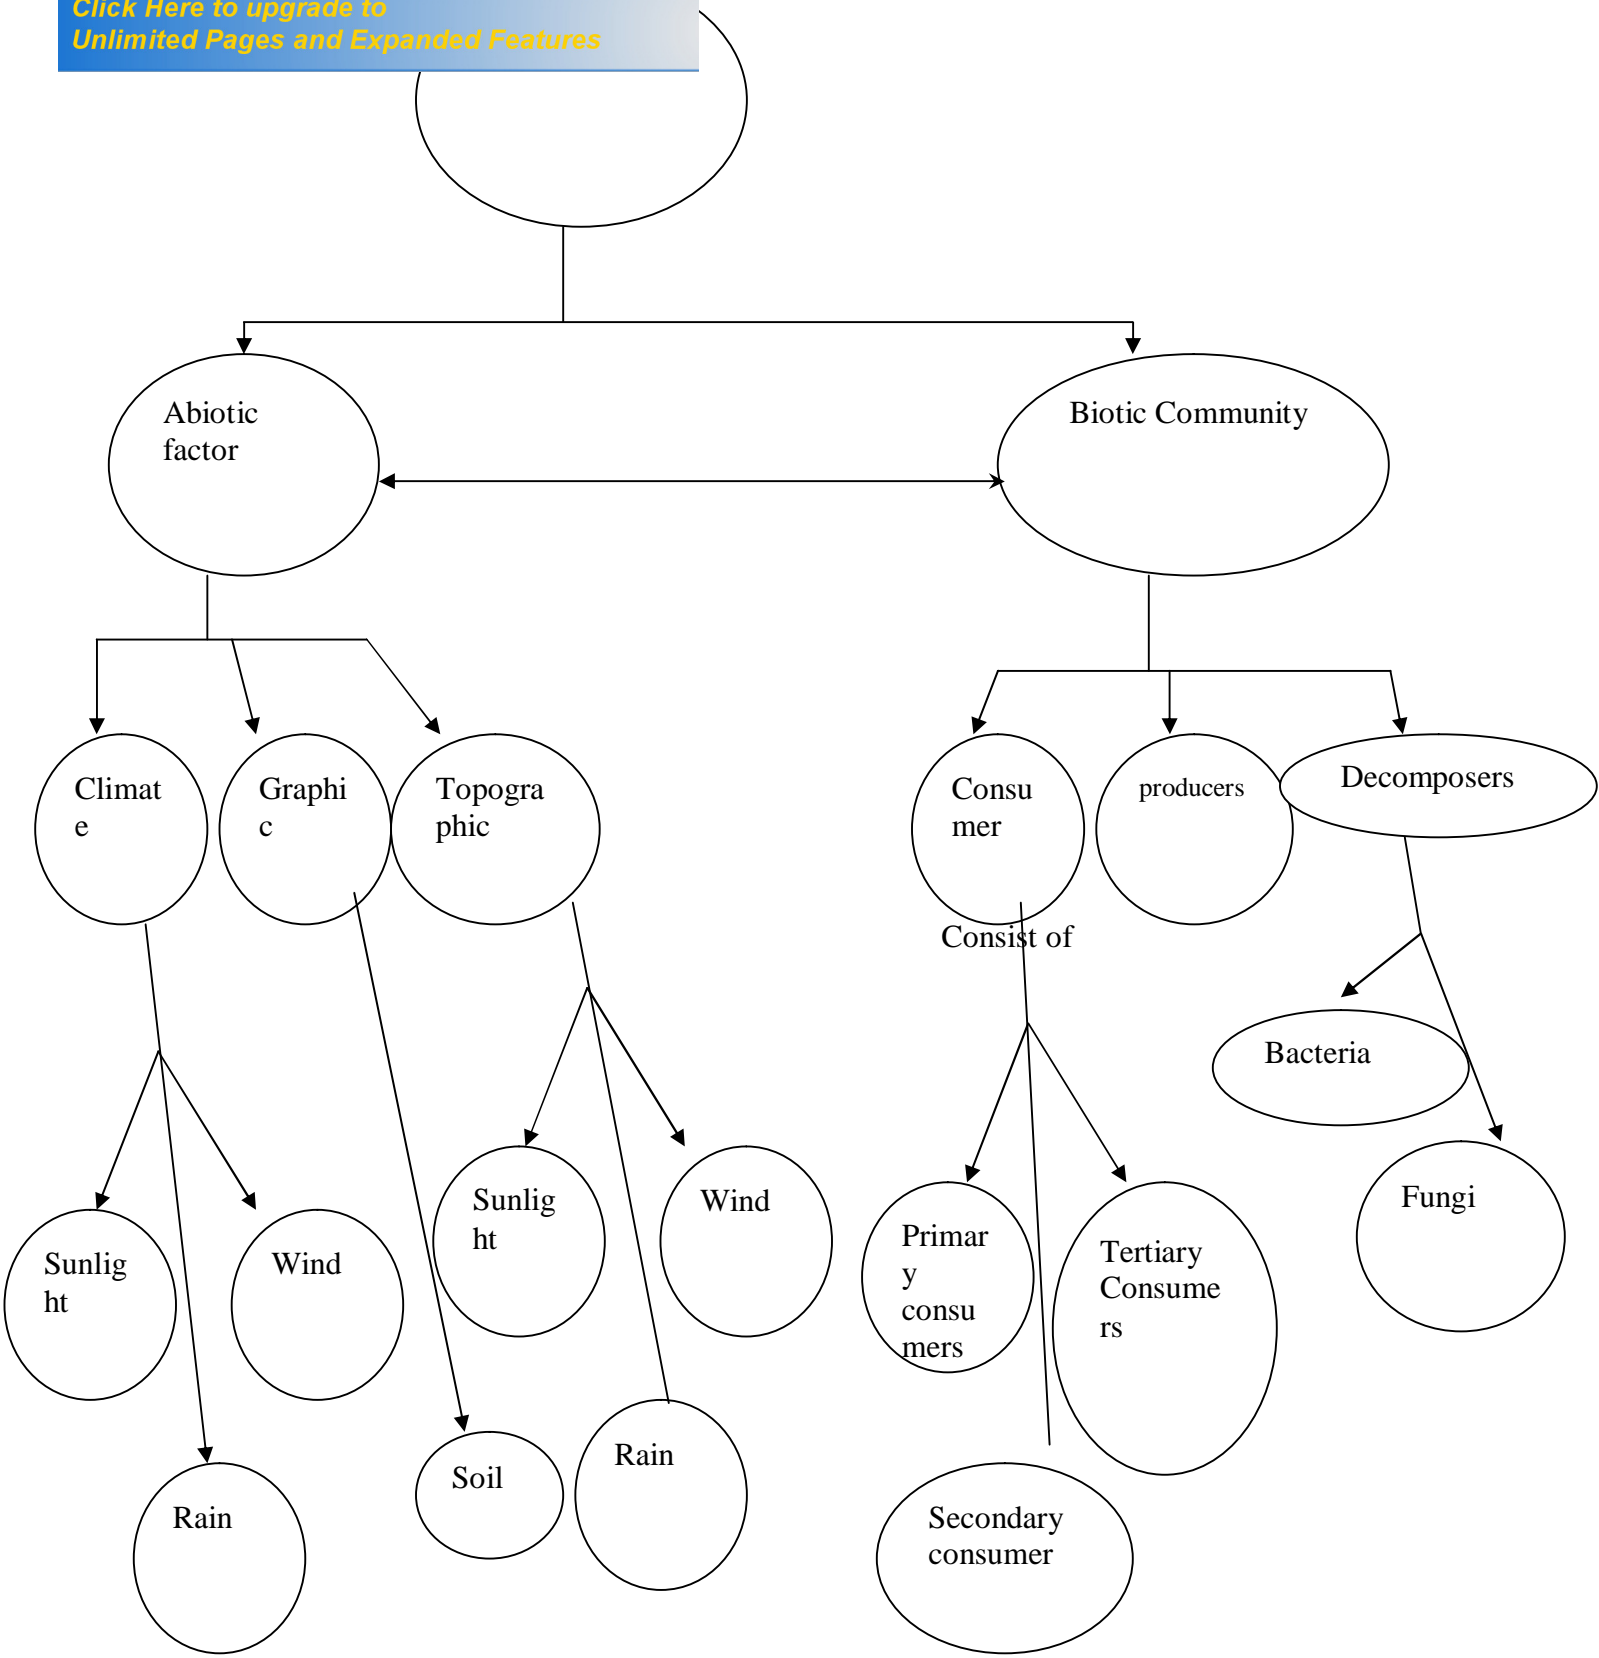 Click Here to upgrade to
Unlimited Pages and Expanded Features
Abiotic
factor
Biotic Community
Climat
e
Graphi
c
Topogra
phic
Consu
mer
producers
Decomposers
Consist of
Bacteria
Sunlig
ht
Wind
Sunlig
ht
Wind
Primar
y
consu
mers
Tertiary
Consume
rs
Fungi
Rain
Soil
Rain
Secondary
consumer